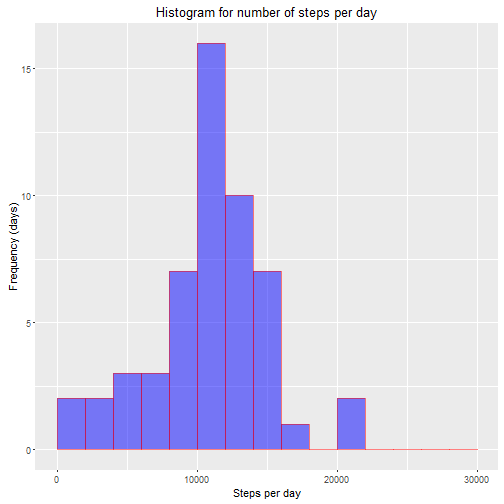 Histogram for number of steps per day
15
10
5
0
Frequency (days)
0 10000 20000 30000
Steps per day